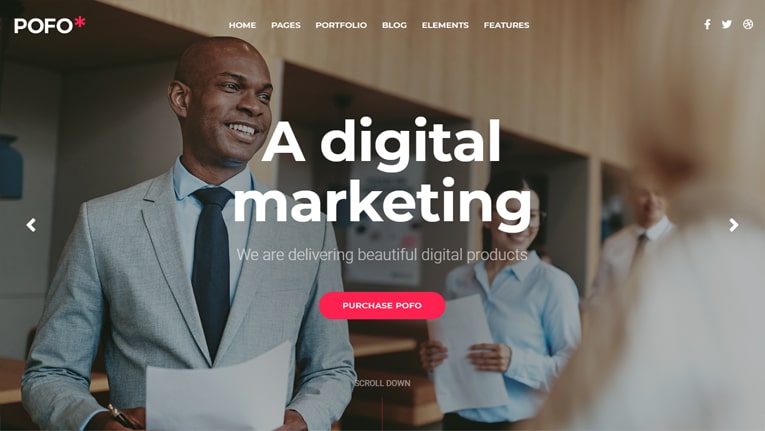 POFO*
HOME PAGES PORTFOLIO BLOG ELEMENTS FEATURES
A digital
marketing
We are delivering beautiful digital products
PURCHASE POFO
SCROLL DOWN